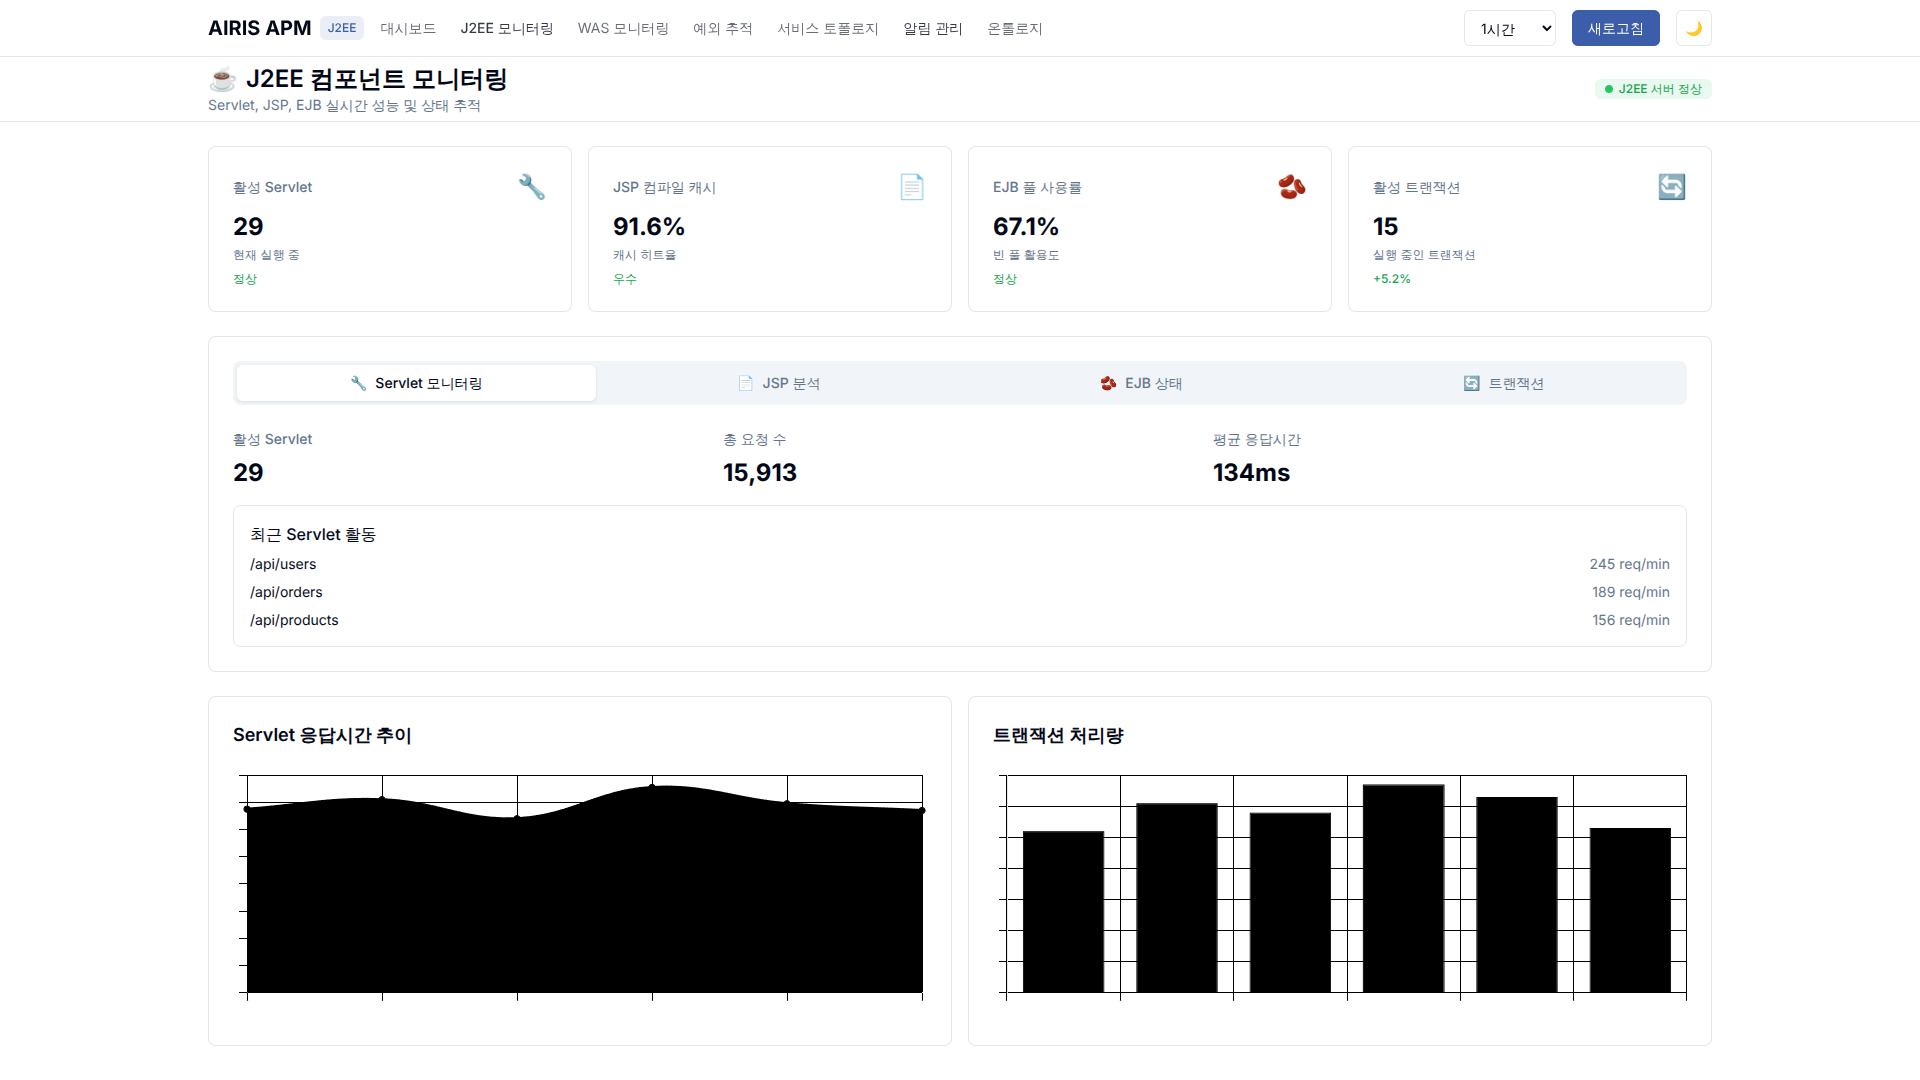 AIRIS APM J2EE 대시보드 J2EE 모니터링 WAS 모니터링 예외 추적 서비스 토폴로지 알림 관리 온톨로지 1시간 새로고침
J2EE 컴포넌트 모니터링
Servlet, JSP, EJB 실시간 성능 및 상태 추적
J2EE 서버 정상
활성 Servlet
29
현재 실행 중
정상
JSP 컴파일 캐시
91.6%
캐시 히트율
우수
EJB 풀 사용률
67.1%
빈 풀 활용도
정상
활성 트랜잭션
15
실행 중인 트랜잭션
+5.2%
Servlet 모니터링 JSP 분석 EJB 상태 트랜잭션
활성 Servlet
29
총 요청 수
15,913
평균 응답시간
134ms
최근 Servlet 활동
/api/users 245 req/min
/api/orders 189 req/min
/api/products 156 req/min
Servlet 응답시간 추이
트랜잭션 처리량